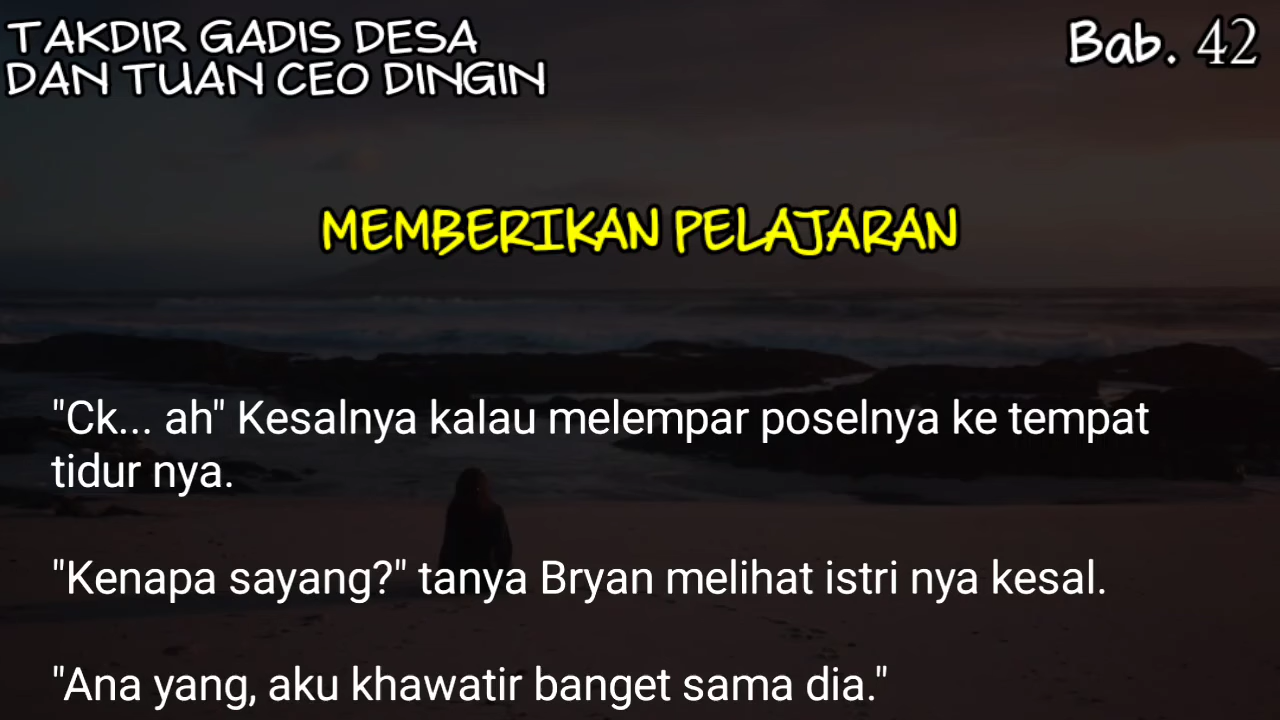 TAKDIR GADIS DESA
DAN TUAN CEO DINGIN
Bab. 42
MEMBERIKAN PELAJARAN
"Ck... ah" Kesalnya kalau melempar poselnya ke tempat
tidur nya.
"Kenapa sayang?" tanya Bryan melihat istri nya kesal.
"Ana yang, aku khawatir banget sama dia."